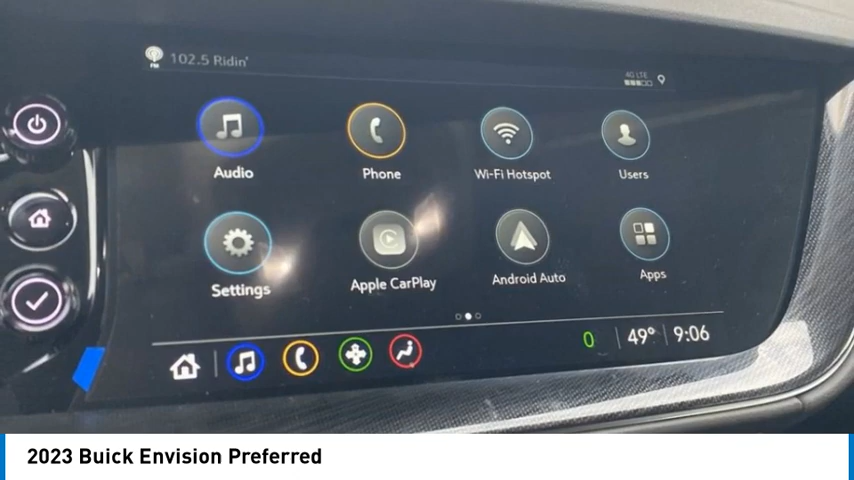 102.5 Ridin'
FM
4G LTE
Audio
Phone
Wi-Fi Hotspot
Users
Settings
Apple CarPlay
Android Auto
Apps
0
49°
9:06
2023 Buick Envision Preferred